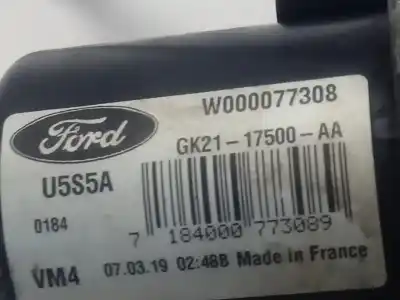 Ford
W000077308
GK21-17500-AA
U5S5A
0184
7 184000 773089
VM4 07.03.19 02:48B Made in France